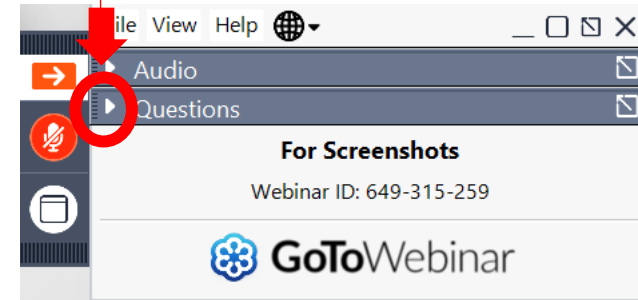 ile View Help
Audio
Questions
For Screenshots
Webinar ID: 649-315-259
GoToWebinar